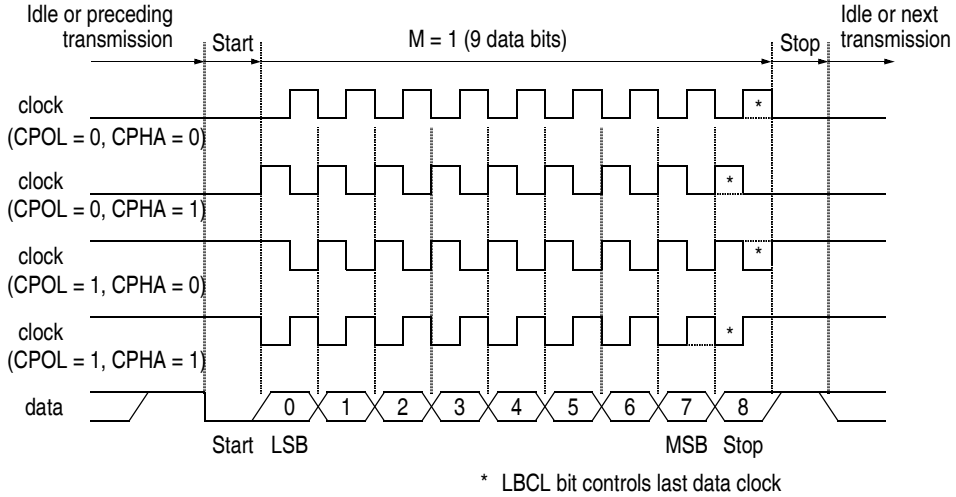 Idle or preceding
transmission
Start
M = 1 (9 data bits)
Stop
Idle or next
transmission
clock
(CPOL = 0, CPHA = 0)
*
clock
(CPOL = 0, CPHA = 1)
*
clock
(CPOL = 1, CPHA = 0)
*
clock
(CPOL = 1, CPHA = 1)
*
data
0 1 2 3 4 5 6 7 8
Start LSB MSB Stop
* LBCL bit controls last data clock